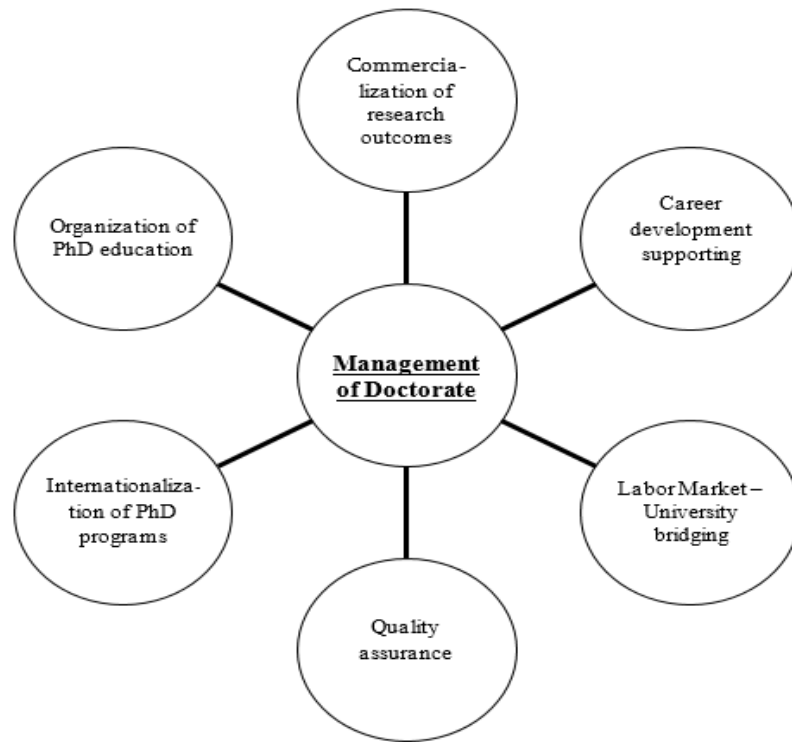 Commercia-
lization of
research
outcomes
Organization of
PhD education
Career
development
supporting
Management
of Doctorate
Internationaliza-
tion of PhD
programs
Labor Market –
University
bridging
Quality
assurance